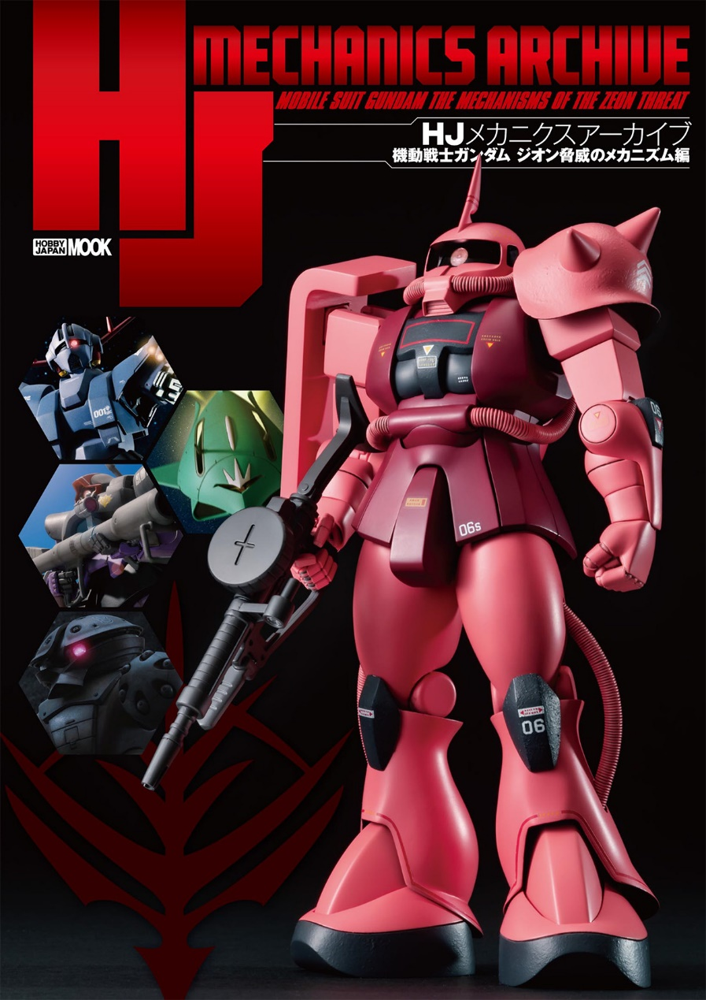 HJ
MECHANICS ARCHIVE
MOBILE SUIT GUNDAM THE MECHANISMS OF THE ZEON THREAT
HJメカニクスアーカイブ
機動戦士ガンダム ジオン脅威のメカニズム編
HOBBY
JAPAN MOOK
001
06
06s
06